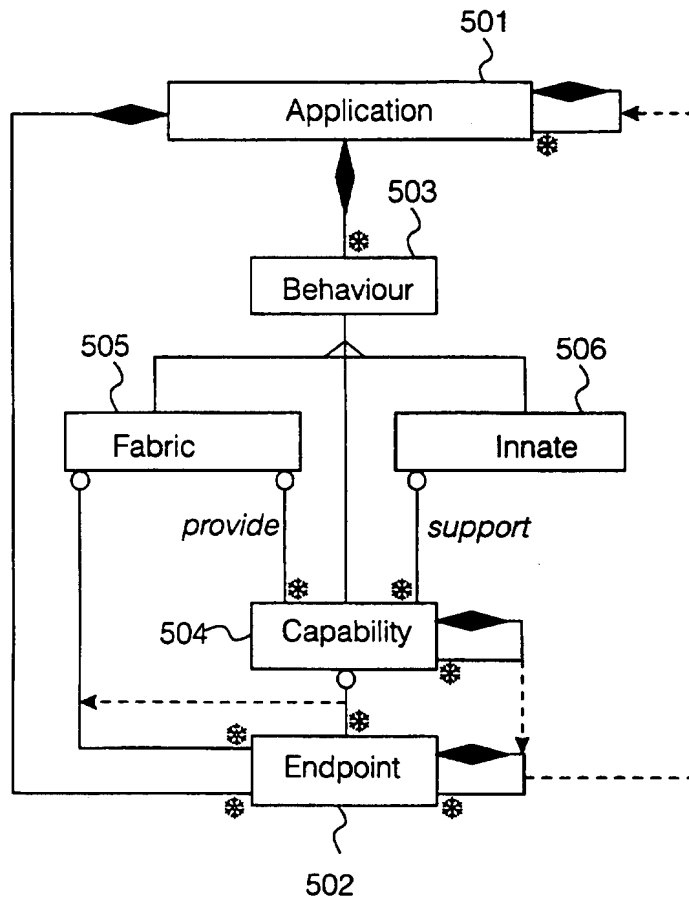 501
Application
503
Behaviour
505
506
Fabric
Innate
provide
support
504
Capability
Endpoint
502